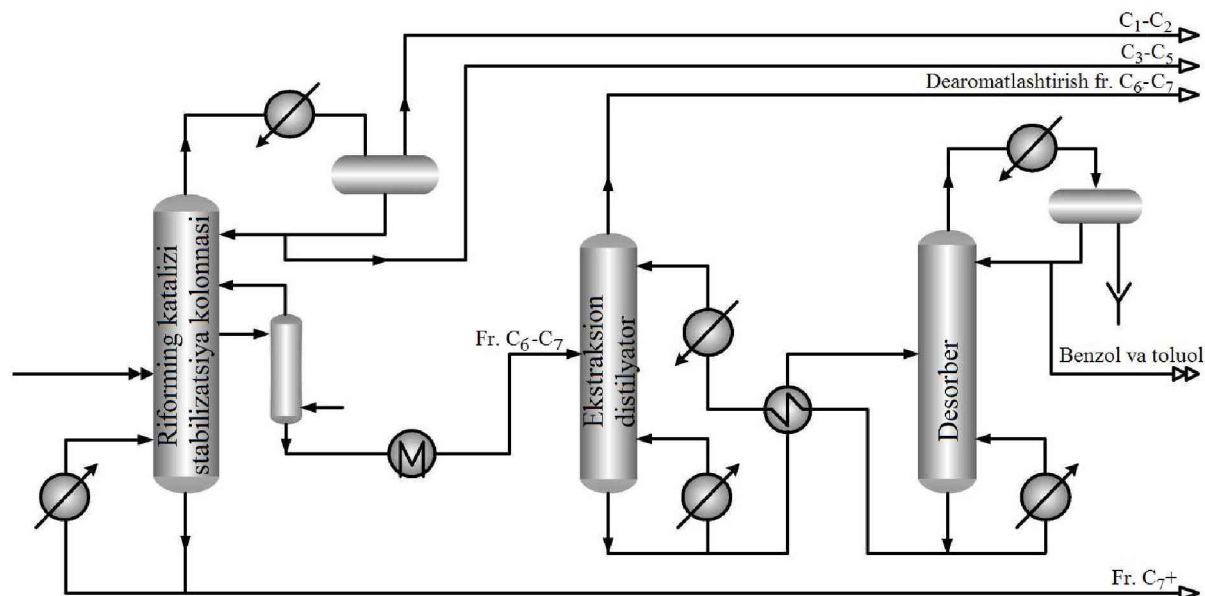 C₁-C₂
C₃-C₅
Dearomatlashtirish fr. C₆-C₇
Riforming katalizi
stabilizatsiya kolonnasi
Fr. C₆-C₇
Ekstraksion
distilyator
Desorber
Benzol va toluol
M
Fr. C₇+